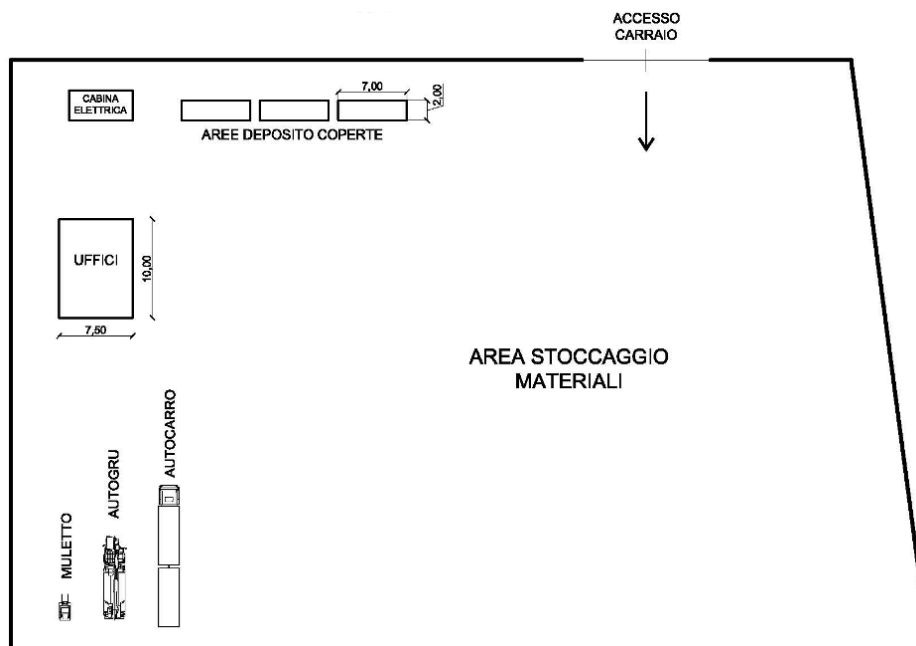 ACCESSO
CARRAIO
CABINA
ELETTRICA
7,00
2,00
AREE DEPOSITO COPERTE
UFFICI
10,00
7,50
AREA STOCCAGGIO
MATERIALI
MULETTO
AUTOGRU
AUTOCARRO